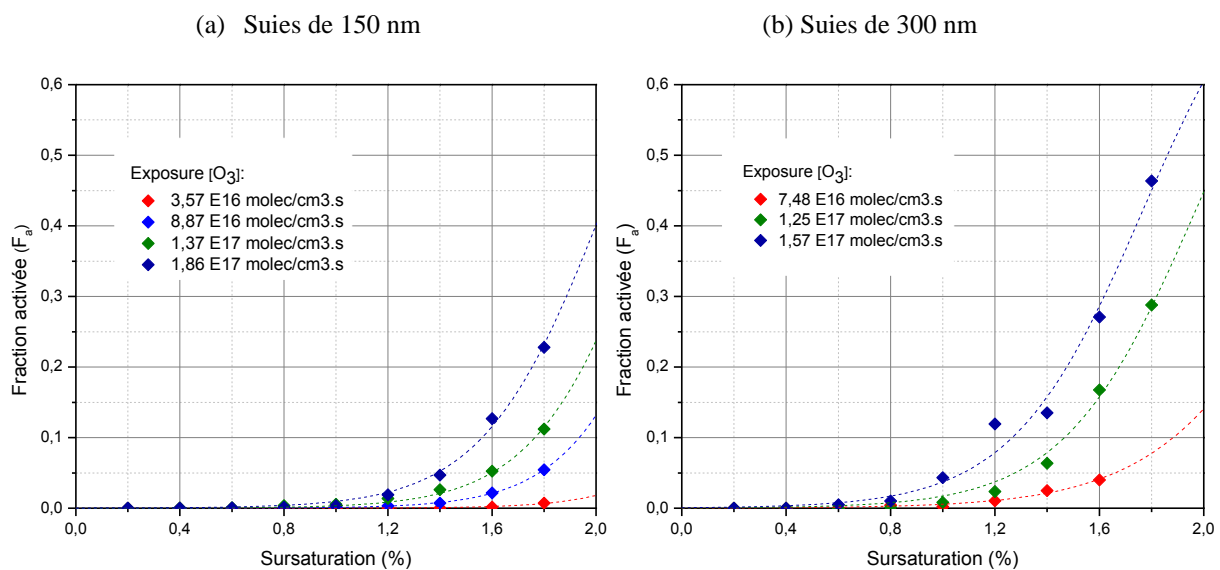 (a) Suies de 150 nm
(b) Suies de 300 nm
0,6
0,5
0,4
0,3
0,2
0,1
0,0
Fraction activée (Fa)
Exposure [O3]:
3,57 E16 molec/cm3.s
8,87 E16 molec/cm3.s
1,37 E17 molec/cm3.s
1,86 E17 molec/cm3.s
0,0 0,4 0,8 1,2 1,6 2,0
Sursaturation (%)
0,6
0,5
0,4
0,3
0,2
0,1
0,0
Fraction activée (Fa)
Exposure [O3]:
7,48 E16 molec/cm3.s
1,25 E17 molec/cm3.s
1,57 E17 molec/cm3.s
0,0 0,4 0,8 1,2 1,6 2,0
Sursaturation (%)